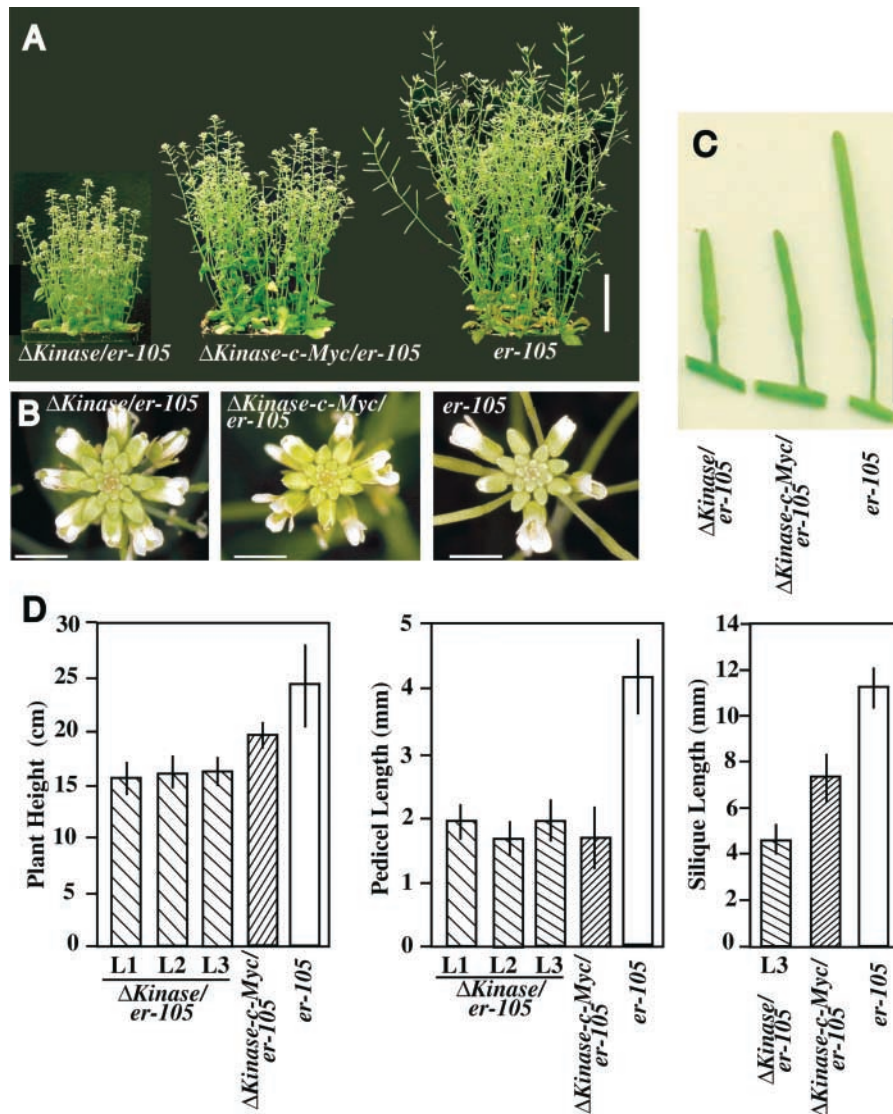 A
ΔKinase/er-105
ΔKinase-c-Myc/er-105
er-105
B
ΔKinase/er-105
ΔKinase-c-Myc/
er-105
er-105
C
ΔKinase/
er-105
ΔKinase-c-Myc/
er-105
er-105
D
Plant Height (cm)
30
25
20
15
10
5
0
L1 L2 L3
ΔKinase/
er-105
ΔKinase-c-Myc/
er-105
er-105
Pedicel Length (mm)
5
4
3
2
1
0
L1 L2 L3
ΔKinase/
er-105
ΔKinase-c-Myc/
er-105
er-105
Silique Length (mm)
14
12
10
8
6
4
2
0
L3
ΔKinase/
er-105
ΔKinase-c-Myc/
er-105
er-105